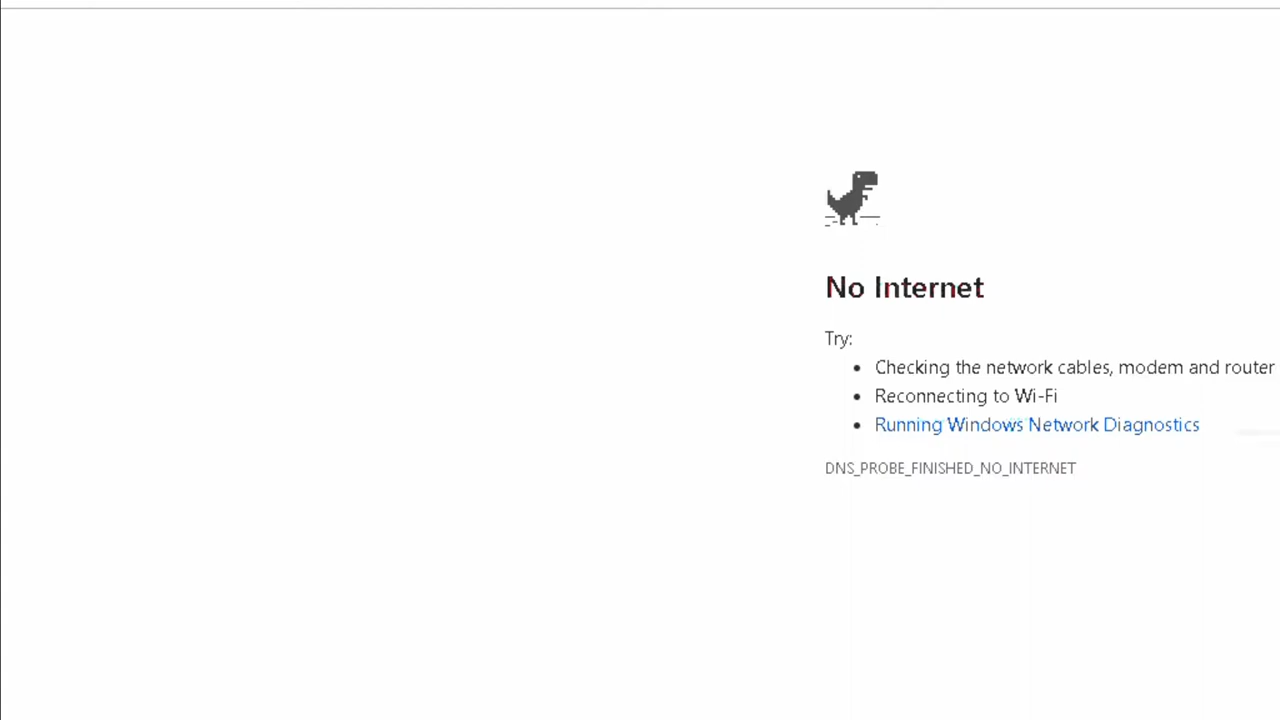 No Internet
Try:
Checking the network cables, modem and router
Reconnecting to Wi-Fi
Running Windows Network Diagnostics
DNS_PROBE_FINISHED_NO_INTERNET